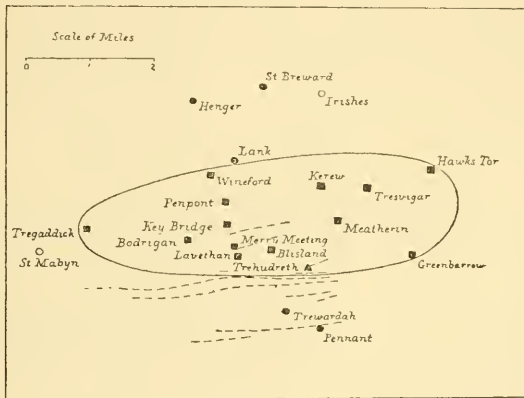 Scale of Miles
0 1 2
St Breward
Henger
Irishes
Lank
Hawks Tor
Wineford
Kerew
Tresvigar
Penpont
Key Bridge
Meatherin
Tregaddick
Bodrigan
Merry Meeting
St Mabyn
Lavethan
Blisland
Trehudreth
Greenbarrow
Trewardah
Pennant